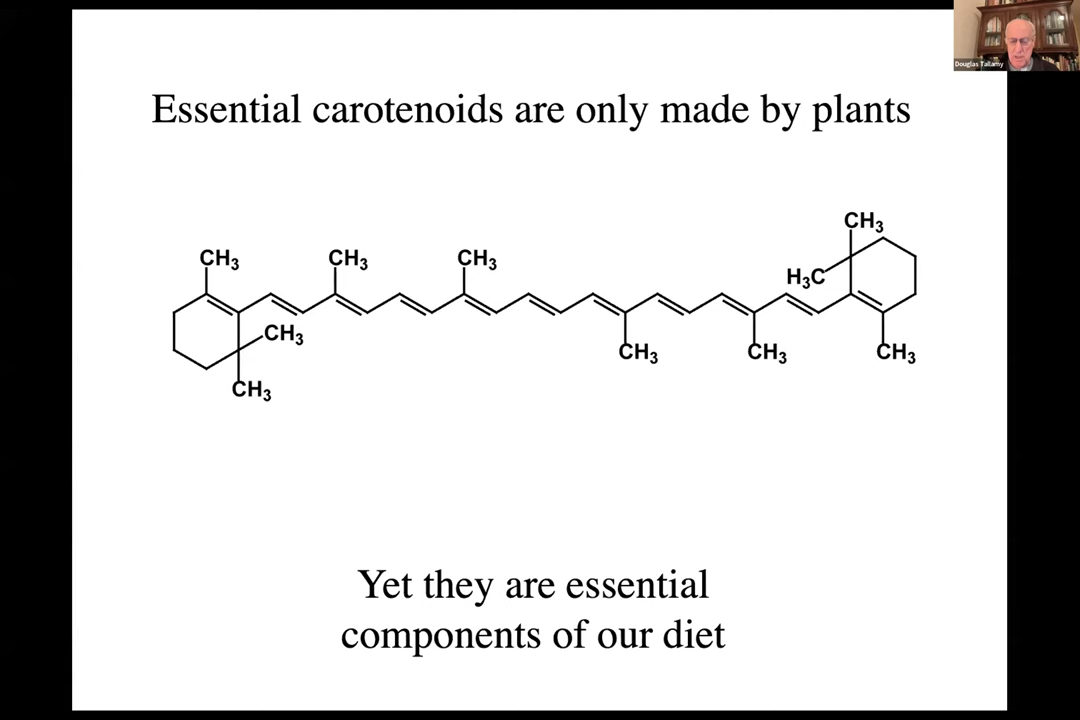 Douglas Tallamy
Essential carotenoids are only made by plants
CH3
CH3 CH3 CH3
H3C
CH3
CH3 CH3 CH3
CH3
Yet they are essential
components of our diet